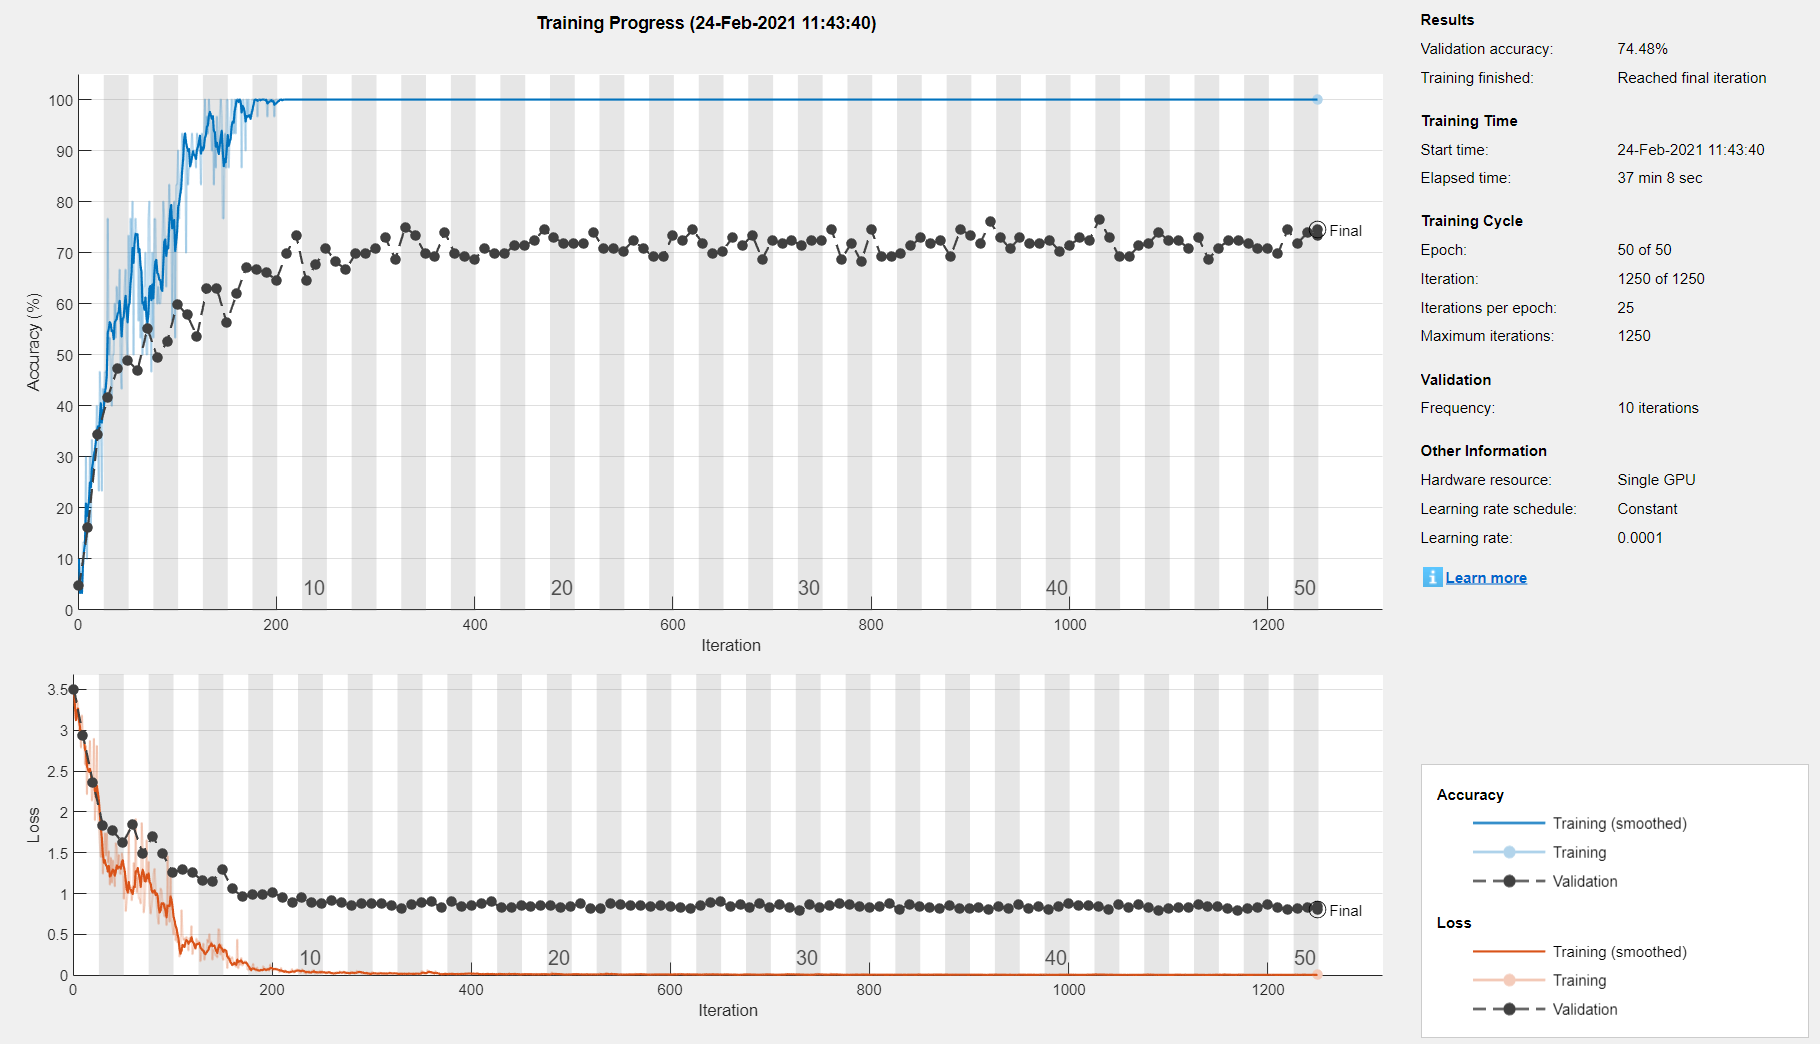 Training Progress (24-Feb-2021 11:43:40)
100
90
80
70
60
50
40
30
20
10
0
Accuracy (%)
Final
10 20 30 40 50
0 200 400 600 800 1000 1200
Iteration
3.5
3
2.5
2
1.5
1
0.5
0
Loss
Final
10 20 30 40 50
0 200 400 600 800 1000 1200
Iteration
Results
Validation accuracy: 74.48%
Training finished: Reached final iteration
Training Time
Start time: 24-Feb-2021 11:43:40
Elapsed time: 37 min 8 sec
Training Cycle
Epoch: 50 of 50
Iteration: 1250 of 1250
Iterations per epoch: 25
Maximum iterations: 1250
Validation
Frequency: 10 iterations
Other Information
Hardware resource: Single GPU
Learning rate schedule: Constant
Learning rate: 0.0001
i Learn more
Accuracy
Training (smoothed)
Training
Validation
Loss
Training (smoothed)
Training
Validation